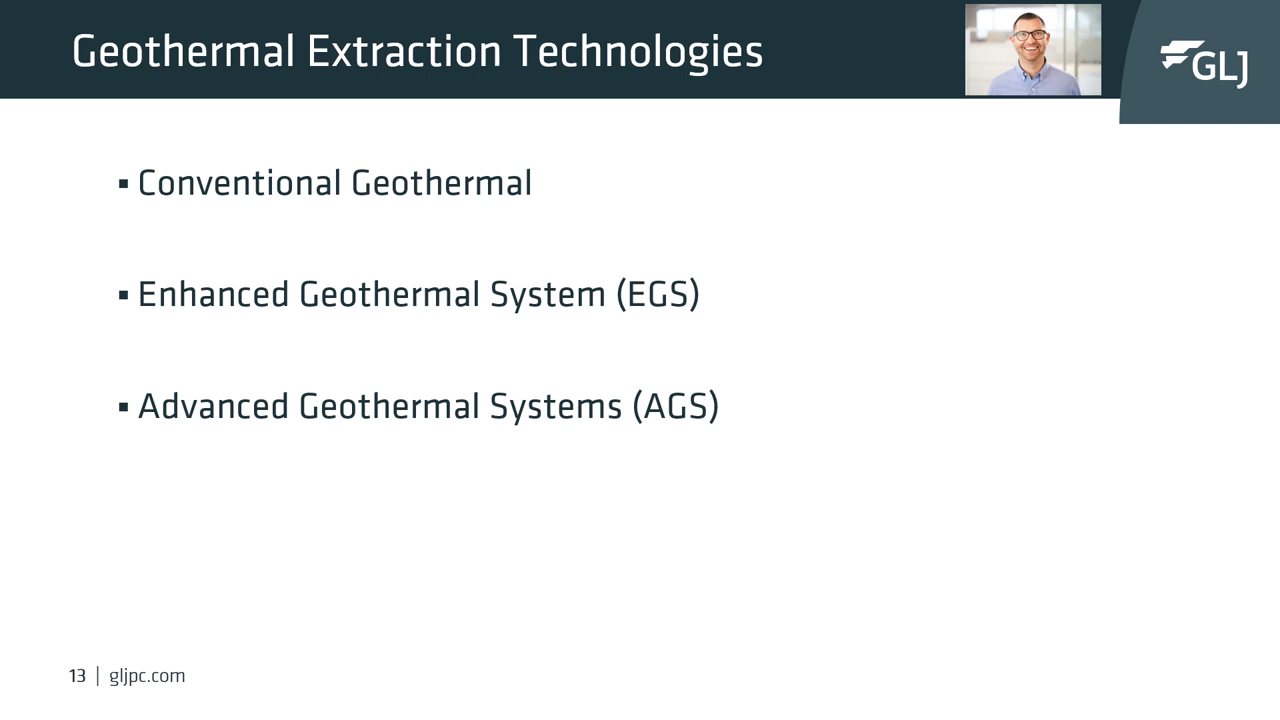 Geothermal Extraction Technologies
GLJ
▪ Conventional Geothermal
▪ Enhanced Geothermal System (EGS)
▪ Advanced Geothermal Systems (AGS)
13 | gljpc.com